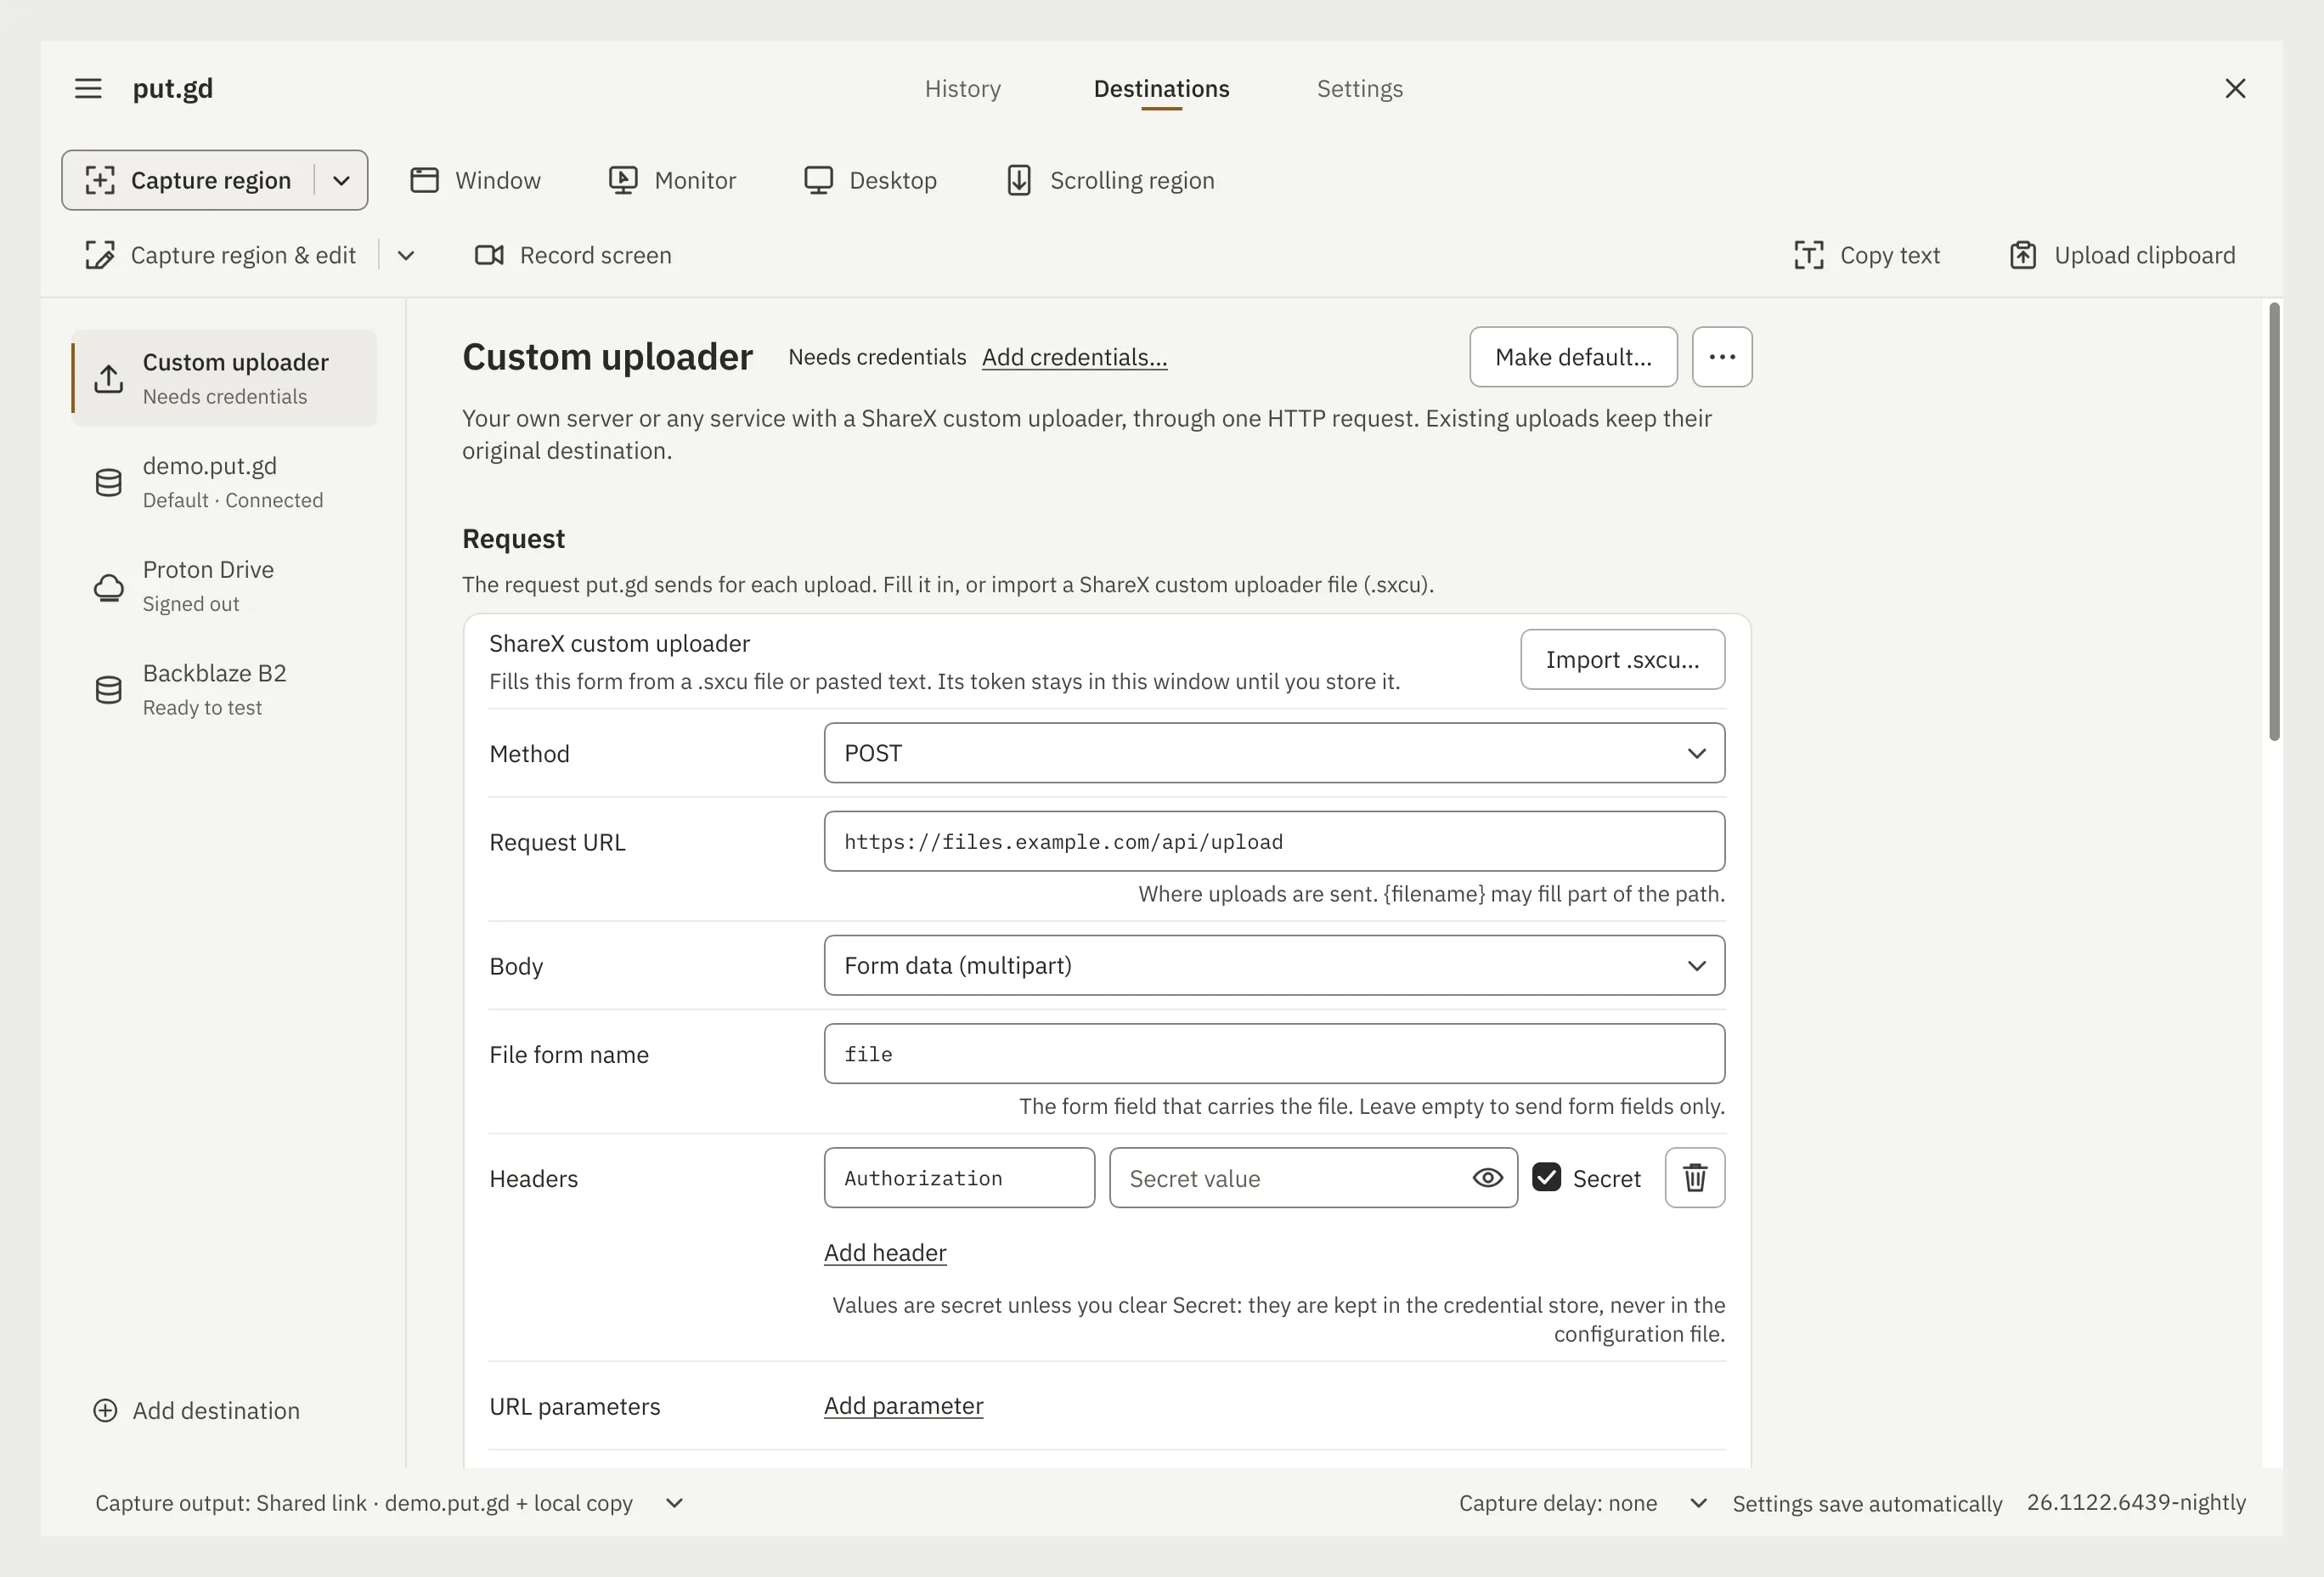 put.gd
History
Destinations
Settings
Capture region
Window
Monitor
Desktop
Scrolling region
Capture region & edit
Record screen
Copy text
Upload clipboard
Custom uploader
Needs credentials
demo.put.gd
Default · Connected
Proton Drive
Signed out
Backblaze B2
Ready to test
Add destination
Custom uploader
Needs credentials
Add credentials...
Make default...
Your own server or any service with a ShareX custom uploader, through one HTTP request. Existing uploads keep their
original destination.
Request
The request put.gd sends for each upload. Fill it in, or import a ShareX custom uploader file (.sxcu).
ShareX custom uploader
Fills this form from a .sxcu file or pasted text. Its token stays in this window until you store it.
Import .sxcu...
Method
POST
Request URL
https://files.example.com/api/upload
Where uploads are sent. {filename} may fill part of the path.
Body
Form data (multipart)
File form name
file
The form field that carries the file. Leave empty to send form fields only.
Headers
Authorization
Secret value
Secret
Add header
Values are secret unless you clear Secret: they are kept in the credential store, never in the
configuration file.
URL parameters
Add parameter
Capture output: Shared link · demo.put.gd + local copy
Capture delay: none
Settings save automatically
26.1122.6439-nightly